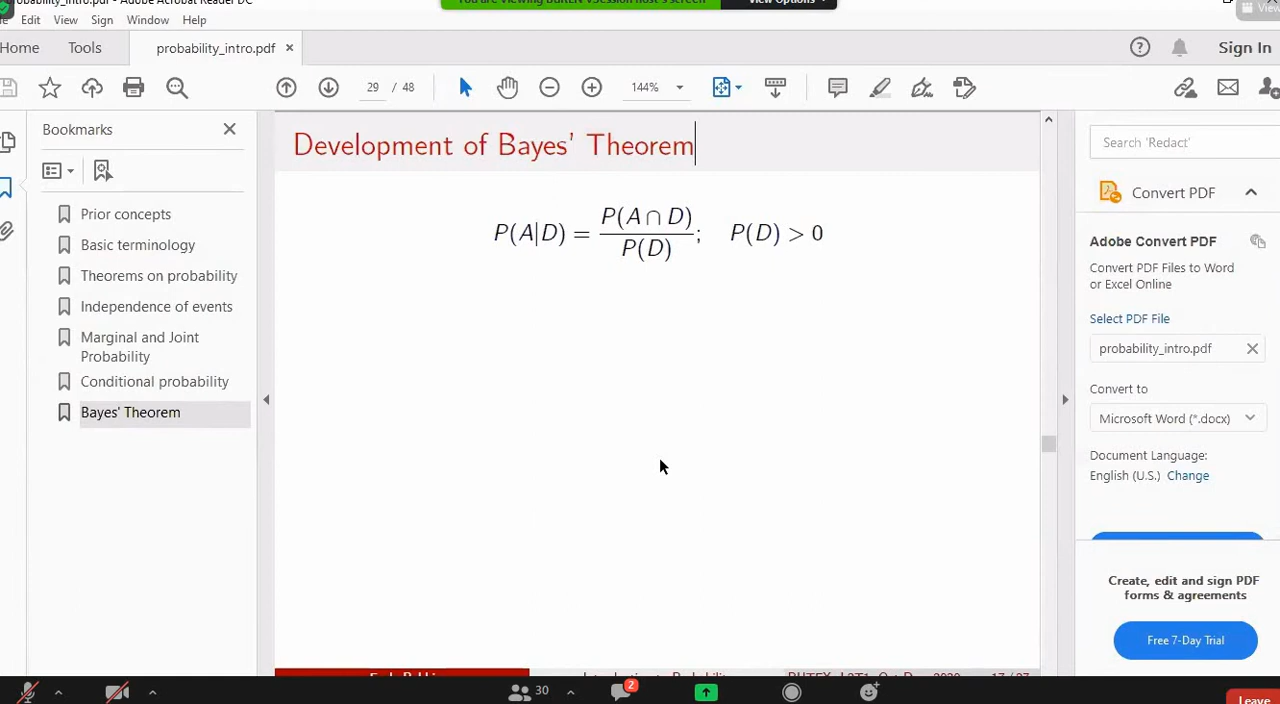 probability_intro.pdf - Adobe Acrobat Reader DC
Edit View Sign Window Help
Home Tools probability_intro.pdf × Sign In
29 / 48 144%
Bookmarks
Prior concepts
Basic terminology
Theorems on probability
Independence of events
Marginal and Joint
Probability
Conditional probability
Bayes' Theorem
Development of Bayes' Theorem
P(A|D) = P(A ∩ D) / P(D) ; P(D) > 0
Search 'Redact'
Convert PDF
Adobe Convert PDF
Convert PDF Files to Word
or Excel Online
Select PDF File
probability_intro.pdf
Convert to
Microsoft Word (*.docx)
Document Language:
English (U.S.) Change
Create, edit and sign PDF
forms & agreements
Free 7-Day Trial
30 2
Leave